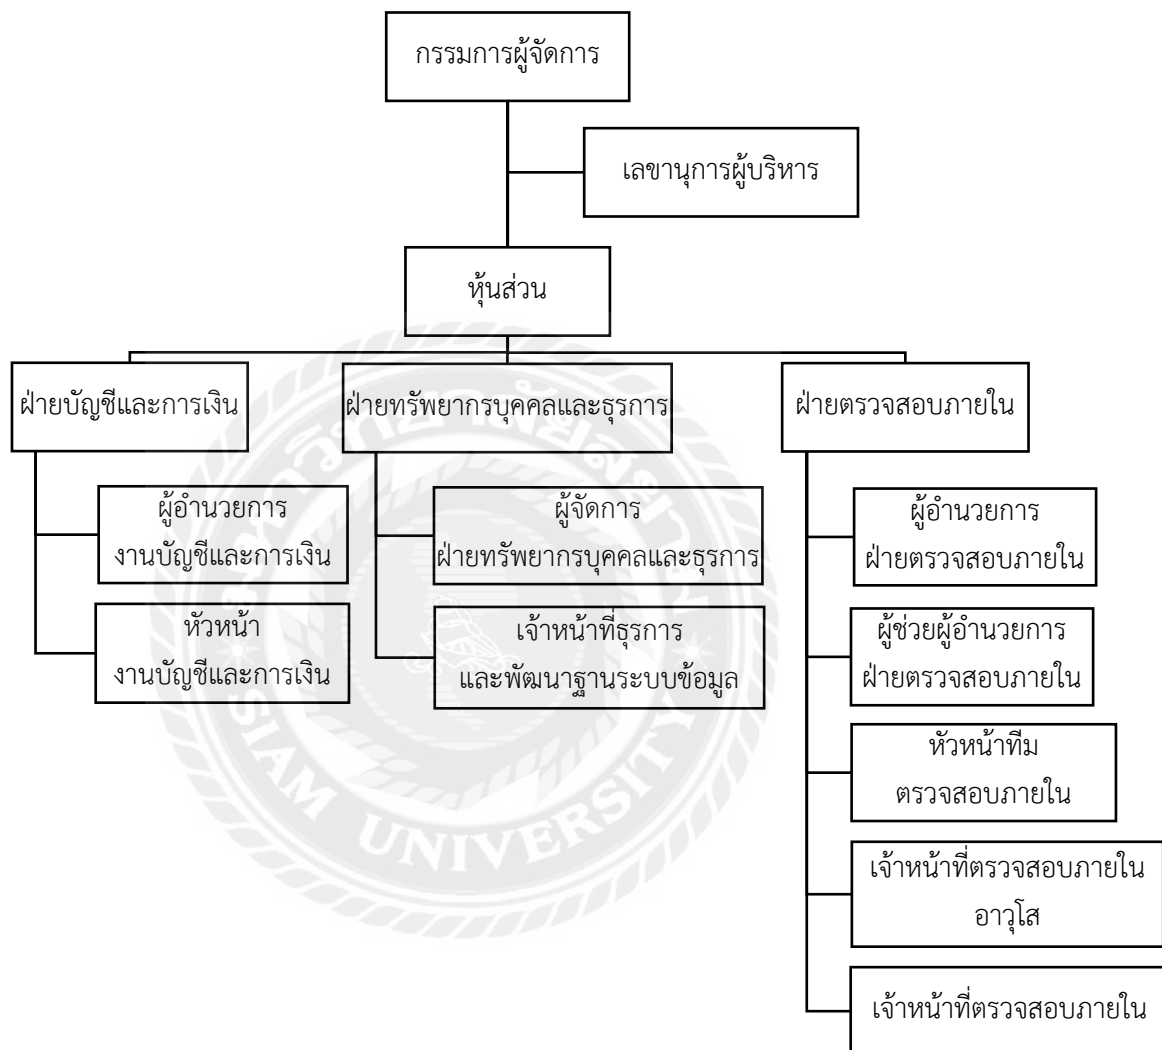 กรรมการผู้จัดการ
เลขานุการผู้บริหาร
หุ้นส่วน
ฝ่ายบัญชีและการเงิน
ผู้อำนวยการ
งานบัญชีและการเงิน
หัวหน้า
งานบัญชีและการเงิน
ฝ่ายทรัพยากรบุคคลและธุรการ
ผู้จัดการ
ฝ่ายทรัพยากรบุคคลและธุรการ
เจ้าหน้าที่ธุรการ
และพัฒนาฐานระบบข้อมูล
ฝ่ายตรวจสอบภายใน
ผู้อำนวยการ
ฝ่ายตรวจสอบภายใน
ผู้ช่วยผู้อำนวยการ
ฝ่ายตรวจสอบภายใน
หัวหน้าทีม
ตรวจสอบภายใน
เจ้าหน้าที่ตรวจสอบภายใน
อาวุโส
เจ้าหน้าที่ตรวจสอบภายใน
มหาวิทยาลัยสยาม
SIAM UNIVERSITY